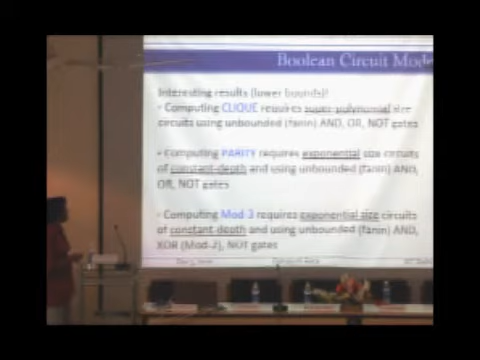 Boolean Circuit Mod
Interesting results (lower bounds)!
- Computing CLIQUE requires super-polynomial size
circuits using unbounded (fanin) AND, OR, NOT gates
- Computing PARITY requires exponential size circuits
of constant-depth and using unbounded (fanin) AND,
OR, NOT gates
- Computing Mod-3 requires exponential size circuits
of constant-depth and using unbounded (fanin) AND,
XOR (Mod-2), NOT gates